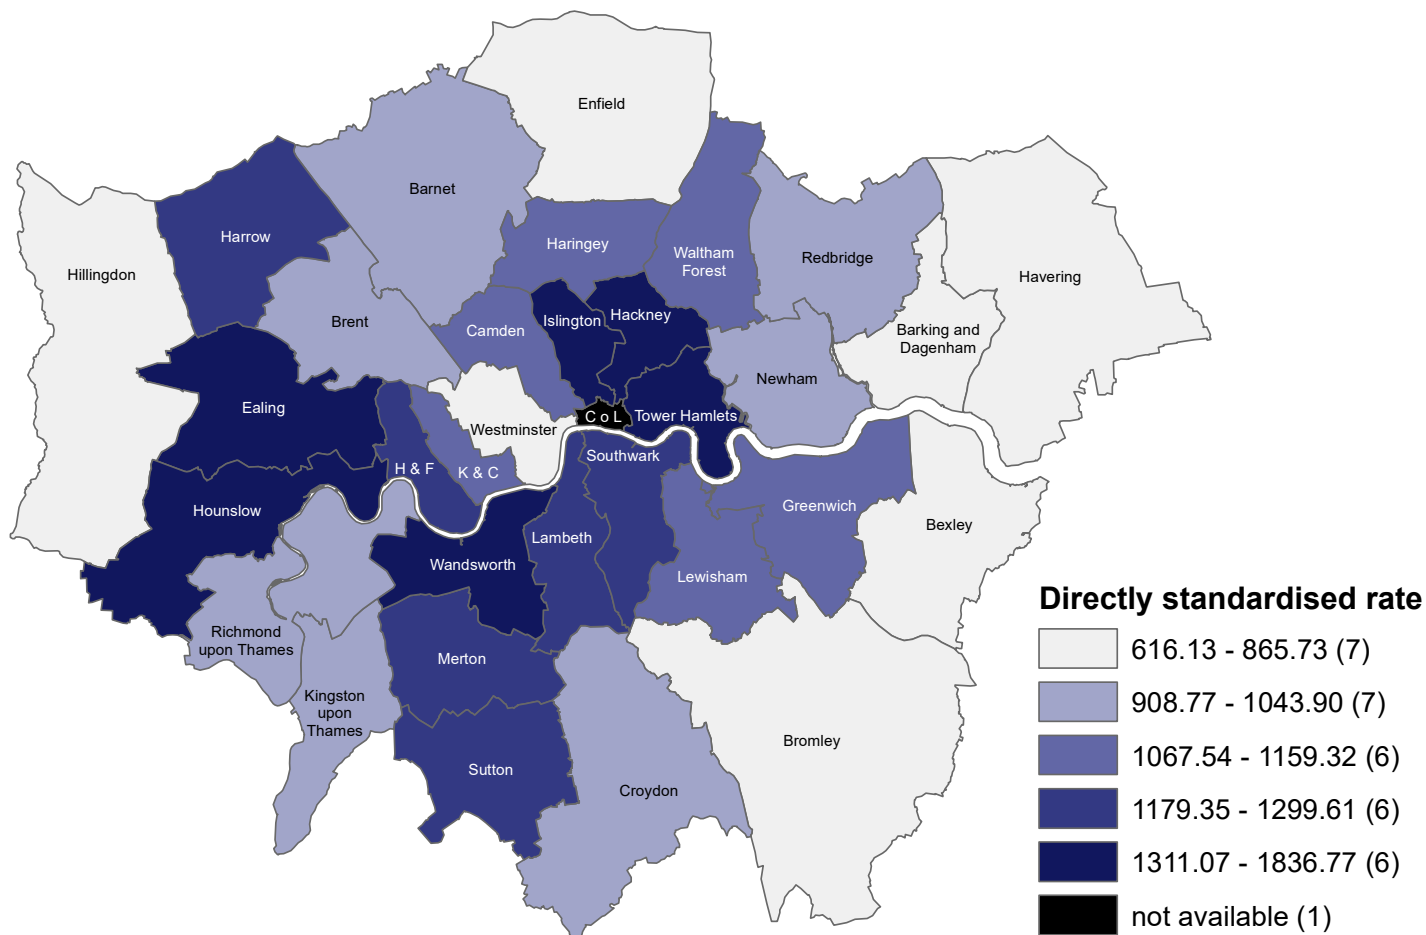 Enfield
Barnet
Harrow
Haringey
Waltham
Forest
Redbridge
Hillingdon
Havering
Brent
Camden
Islington
Hackney
Barking and
Dagenham
Newham
Ealing
Westminster
C o L
Tower Hamlets
H & F
K & C
Southwark
Hounslow
Greenwich
Bexley
Lambeth
Wandsworth
Lewisham
Richmond
upon Thames
Merton
Kingston
upon
Thames
Sutton
Croydon
Bromley
Directly standardised rate
616.13 - 865.73 (7)
908.77 - 1043.90 (7)
1067.54 - 1159.32 (6)
1179.35 - 1299.61 (6)
1311.07 - 1836.77 (6)
not available (1)